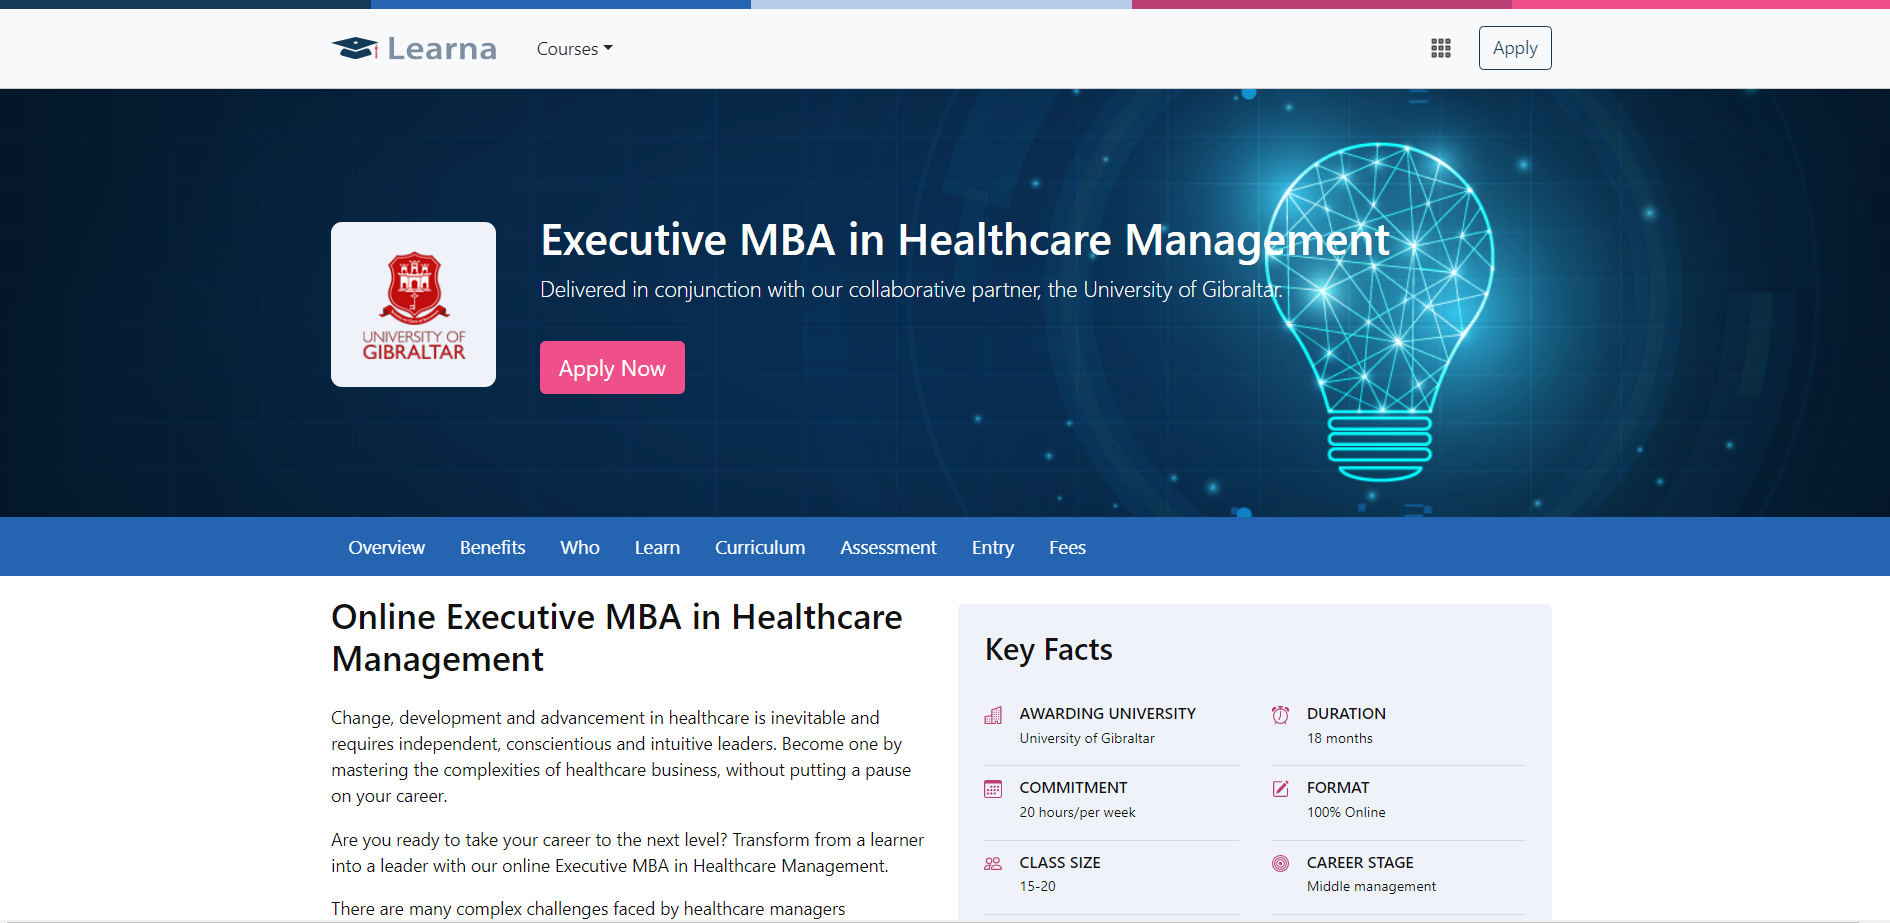 Learna
Courses
Apply
UNIVERSITY OF
GIBRALTAR
Executive MBA in Healthcare Management
Delivered in conjunction with our collaborative partner, the University of Gibraltar.
Apply Now
Overview
Benefits
Who
Learn
Curriculum
Assessment
Entry
Fees
Online Executive MBA in Healthcare
Management
Change, development and advancement in healthcare is inevitable and
requires independent, conscientious and intuitive leaders. Become one by
mastering the complexities of healthcare business, without putting a pause
on your career.
Are you ready to take your career to the next level? Transform from a learner
into a leader with our online Executive MBA in Healthcare Management.
There are many complex challenges faced by healthcare managers
Key Facts
AWARDING UNIVERSITY
University of Gibraltar
DURATION
18 months
COMMITMENT
20 hours/per week
FORMAT
100% Online
CLASS SIZE
15-20
CAREER STAGE
Middle management